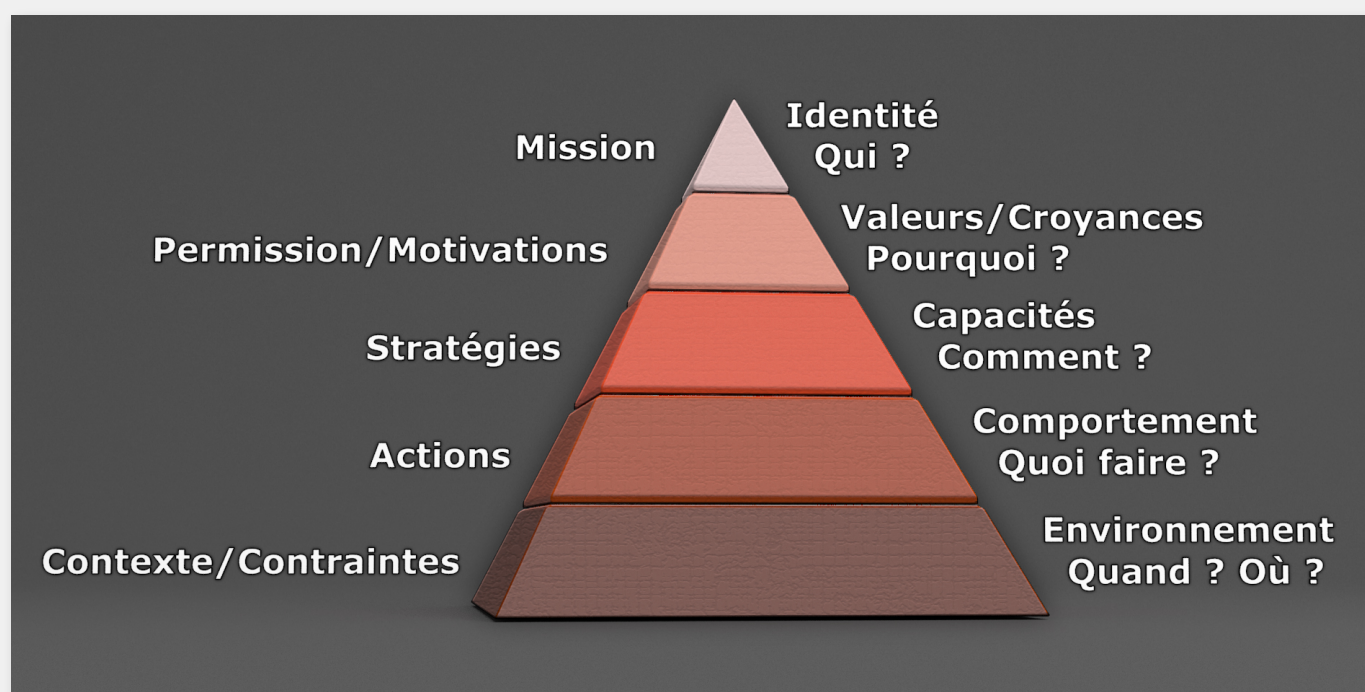 Mission
Identité
Qui ?
Permission/Motivations
Valeurs/Croyances
Pourquoi ?
Stratégies
Capacités
Comment ?
Actions
Comportement
Quoi faire ?
Contexte/Contraintes
Environnement
Quand ? Où ?